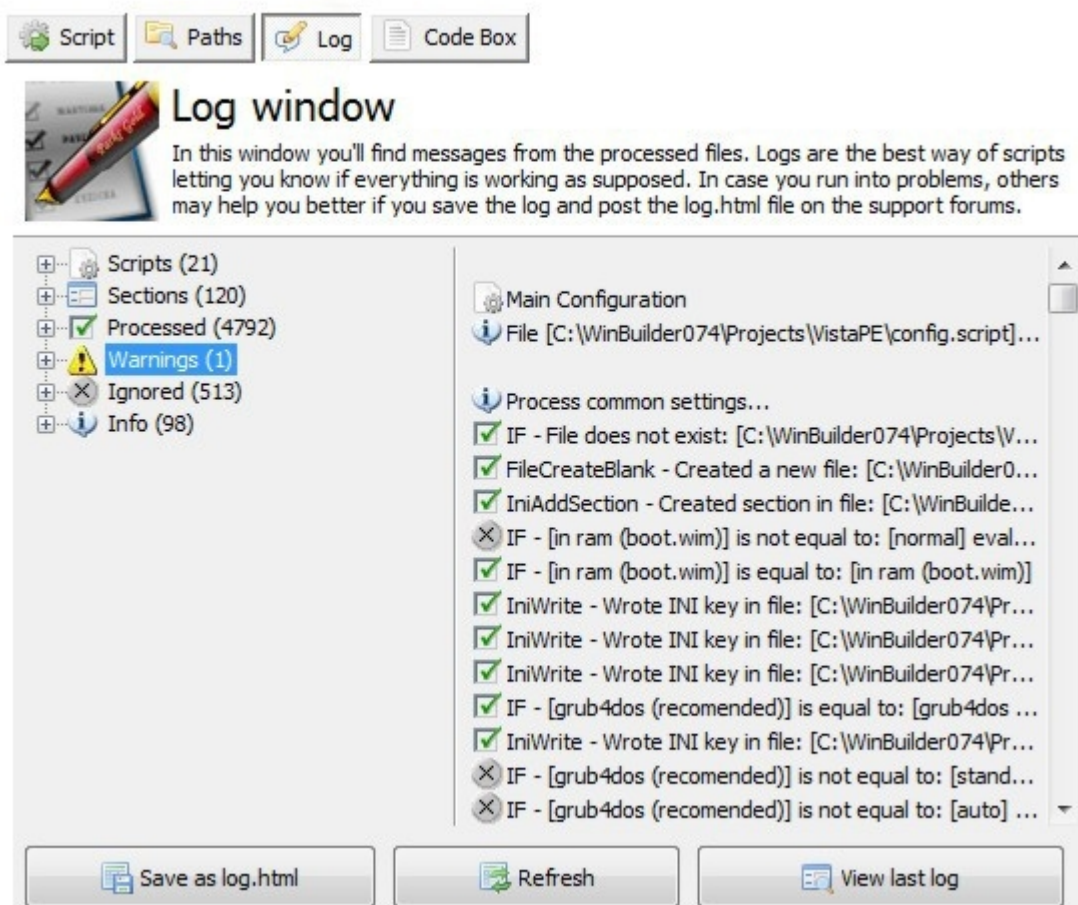 Script Paths Log Code Box
Log window
In this window you'll find messages from the processed files. Logs are the best way of scripts
letting you know if everything is working as supposed. In case you run into problems, others
may help you better if you save the log and post the log.html file on the support forums.
Scripts (21)
Sections (120)
Processed (4792)
Warnings (1)
Ignored (513)
Info (98)
Main Configuration
File [C:\WinBuilder074\Projects\VistaPE\config.script]...
Process common settings...
IF - File does not exist: [C:\WinBuilder074\Projects\V...
FileCreateBlank - Created a new file: [C:\WinBuilder0...
IniAddSection - Created section in file: [C:\WinBuilde...
IF - [in ram (boot.wim)] is not equal to: [normal] eval...
IF - [in ram (boot.wim)] is equal to: [in ram (boot.wim)]
IniWrite - Wrote INI key in file: [C:\WinBuilder074\Pr...
IniWrite - Wrote INI key in file: [C:\WinBuilder074\Pr...
IniWrite - Wrote INI key in file: [C:\WinBuilder074\Pr...
IF - [grub4dos (recomended)] is equal to: [grub4dos ...
IniWrite - Wrote INI key in file: [C:\WinBuilder074\Pr...
IF - [grub4dos (recomended)] is not equal to: [stand...
IF - [grub4dos (recomended)] is not equal to: [auto] ...
Save as log.html Refresh View last log